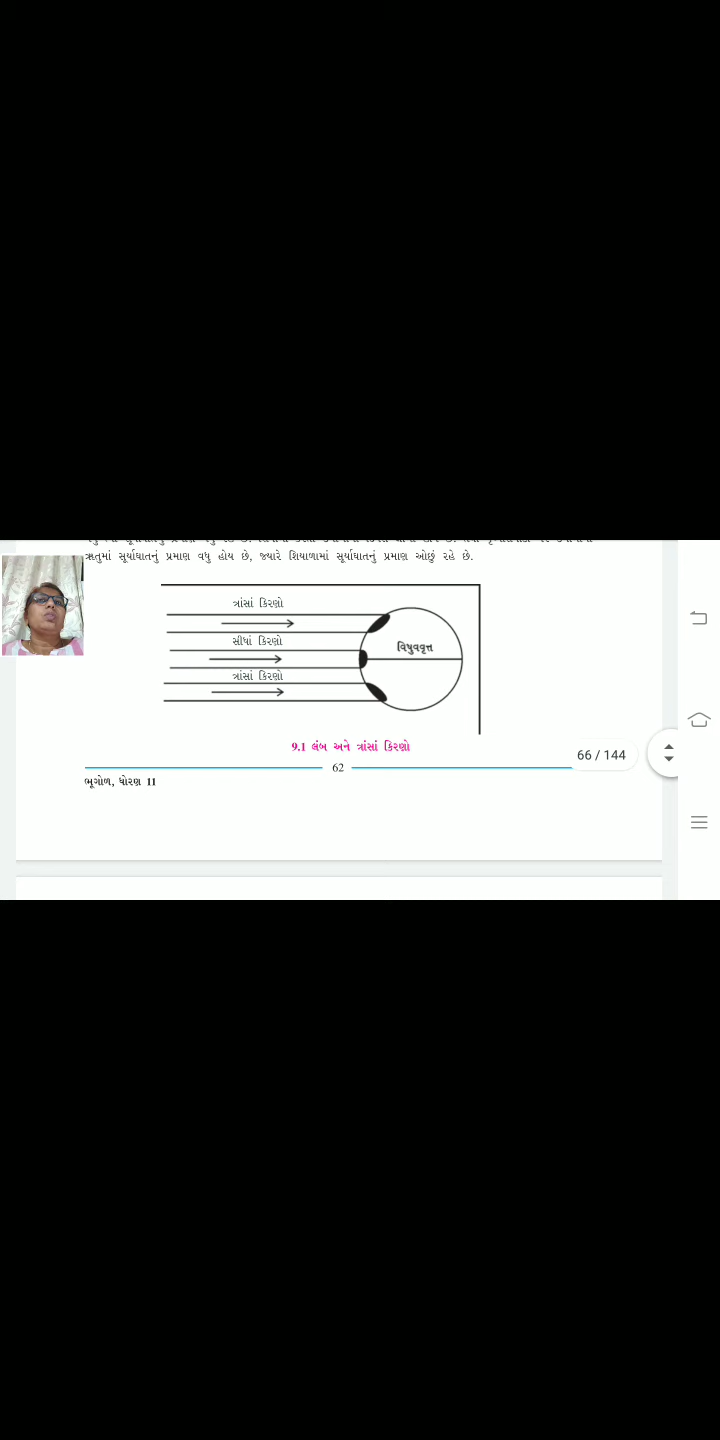 ઋતુમાં સૂર્યાઘાતનું પ્રમાણ વધુ હોય છે, જ્યારે શિયાળામાં સૂર્યાઘાતનું પ્રમાણ ઓછું રહે છે.
ત્રાંસાં કિરણો
સીધાં કિરણો
વિષુવવૃત્ત
ત્રાંસાં કિરણો
9.1 લંબ અને ત્રાંસાં કિરણો
66 / 144
62
ભૂગોળ, ધોરણ 11